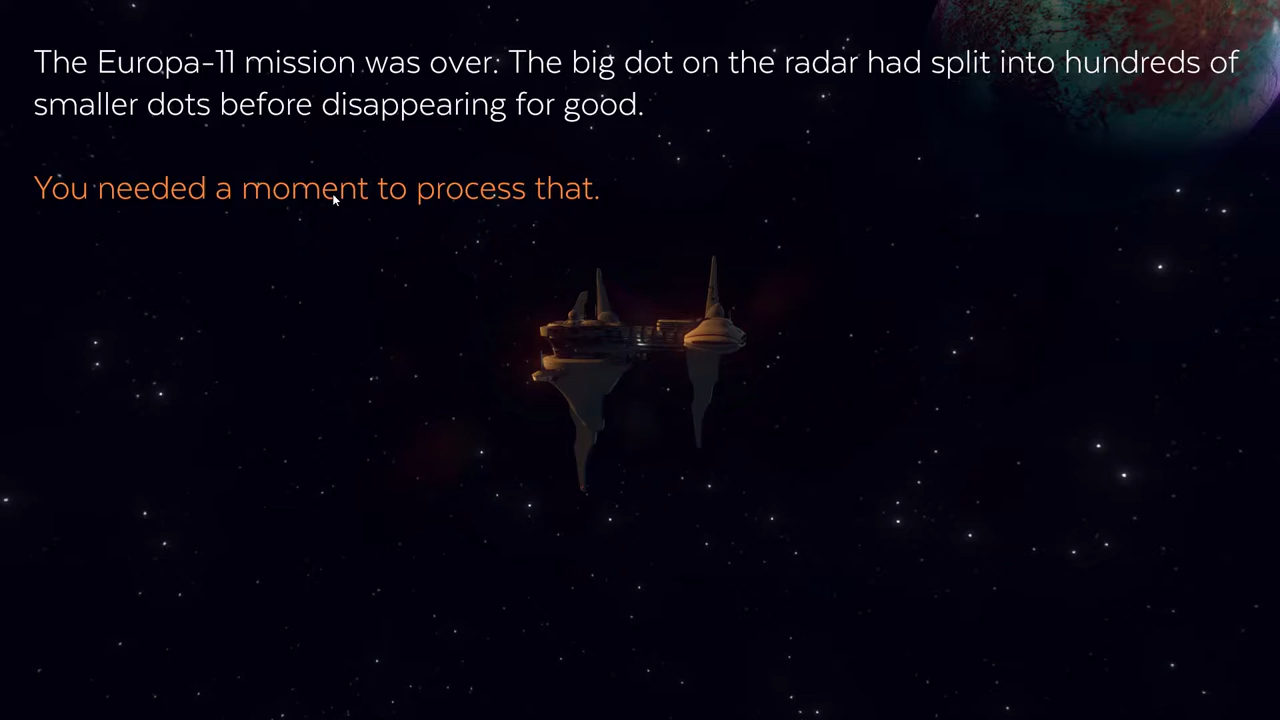 The Europa-11 mission was over. The big dot on the radar had split into hundreds of
smaller dots before disappearing for good.
You needed a moment to process that.